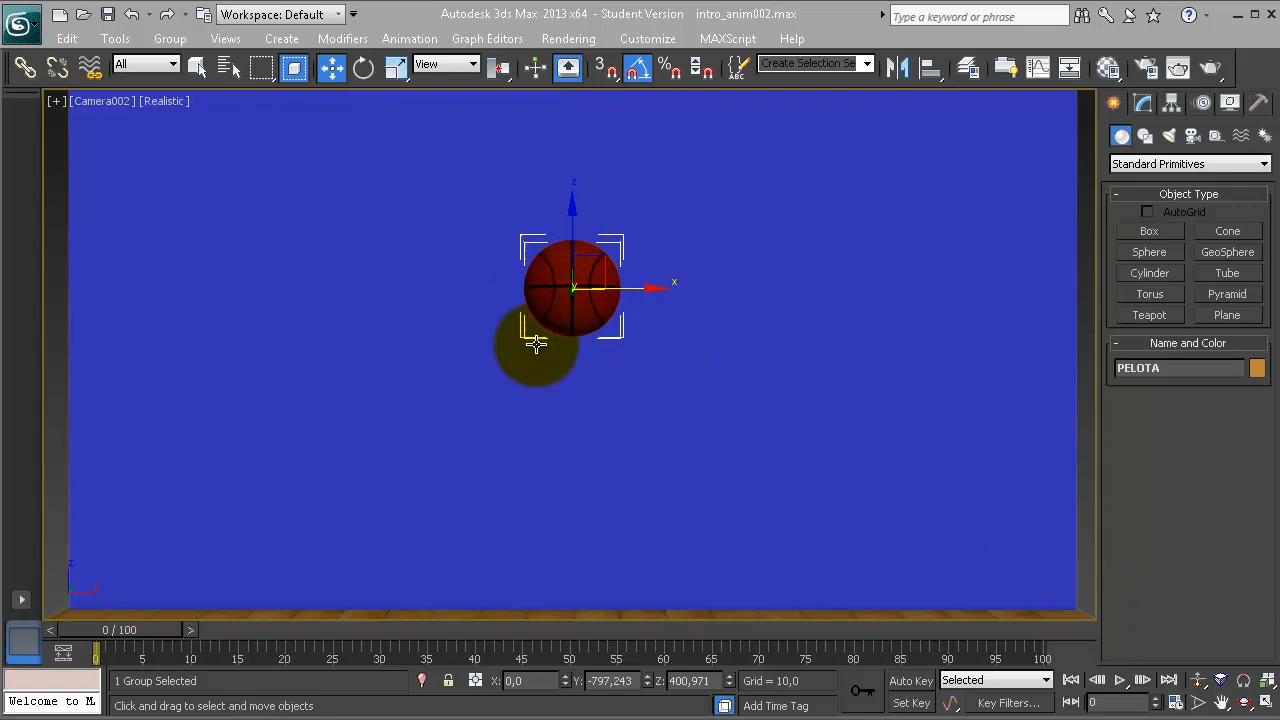 Workspace: Default
Autodesk 3ds Max 2013 x64 - Student Version intro_anim002.max
Type a keyword or phrase
Edit Tools Group Views Create Modifiers Animation Graph Editors Rendering Customize MAXScript Help
All View 3 Create Selection Se
[+] [Camera002 ] [Realistic ]
Standard Primitives
- Object Type
AutoGrid
Box Cone
Sphere GeoSphere
Cylinder Tube
Torus Pyramid
Teapot Plane
- Name and Color
PELOTA
z
x
y
z
x
< 0 / 100 >
0 5 10 15 20 25 30 35 40 45 50 55 60 65 70 75 80 85 90 95 100
1 Group Selected X: 0,0 Y: -797,243 Z: 400,971 Grid = 10,0 Auto Key Selected
Welcome to M Click and drag to select and move objects Add Time Tag Set Key Key Filters... 0